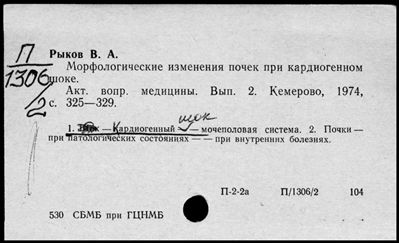 П
1306/2
Рыков В. А.
Морфологические изменения почек при кардиогенном
шоке.
Акт. вопр. медицины. Вып. 2. Кемерово, 1974,
с. 325—329.
шок
1. Кардиогенный — мочеполовая система. 2. Почки —
при патологических состояниях — — при внутренних болезнях.
П-2-2а П/1306/2 104
530 СБМБ при ГЦНМБ